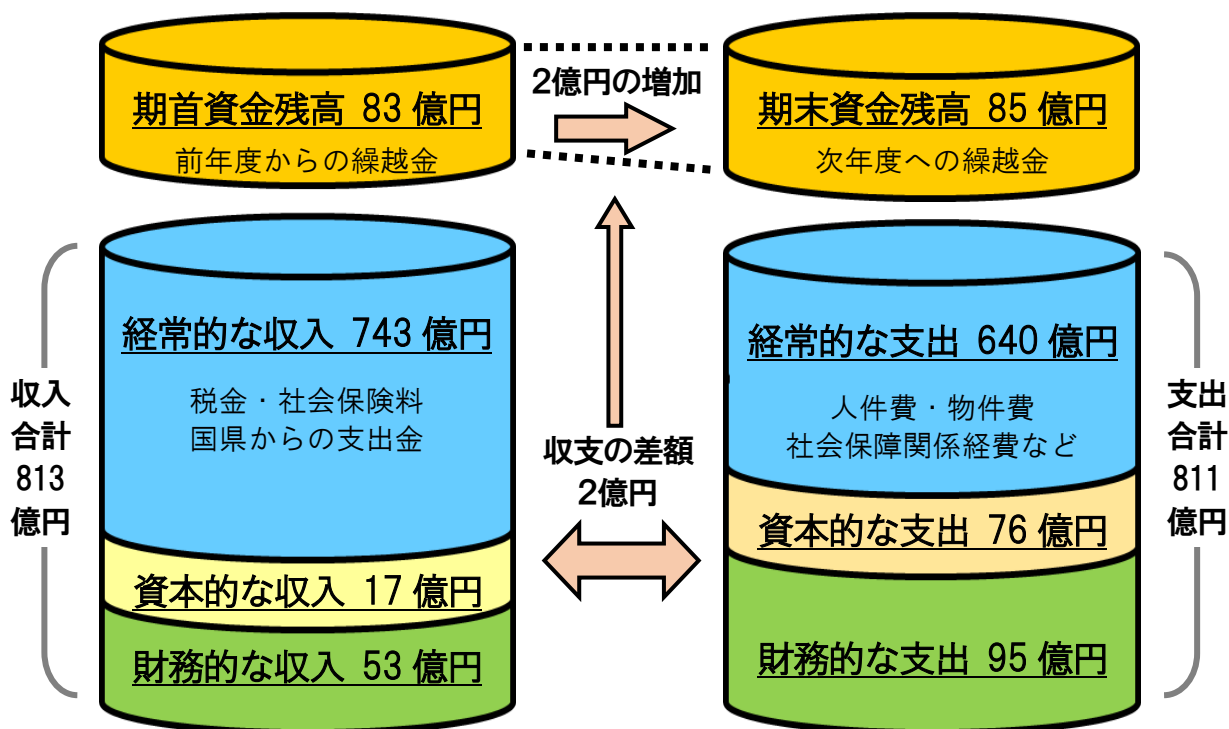 期首資金残高 83 億円
前年度からの繰越金
2億円の増加
期末資金残高 85 億円
次年度への繰越金
収入
合計
813
億円
経常的な収入 743 億円
税金・社会保険料
国県からの支出金
資本的な収入 17 億円
財務的な収入 53 億円
収支の差額
2億円
経常的な支出 640 億円
人件費・物件費
社会保障関係経費など
資本的な支出 76 億円
財務的な支出 95 億円
支出
合計
811
億円